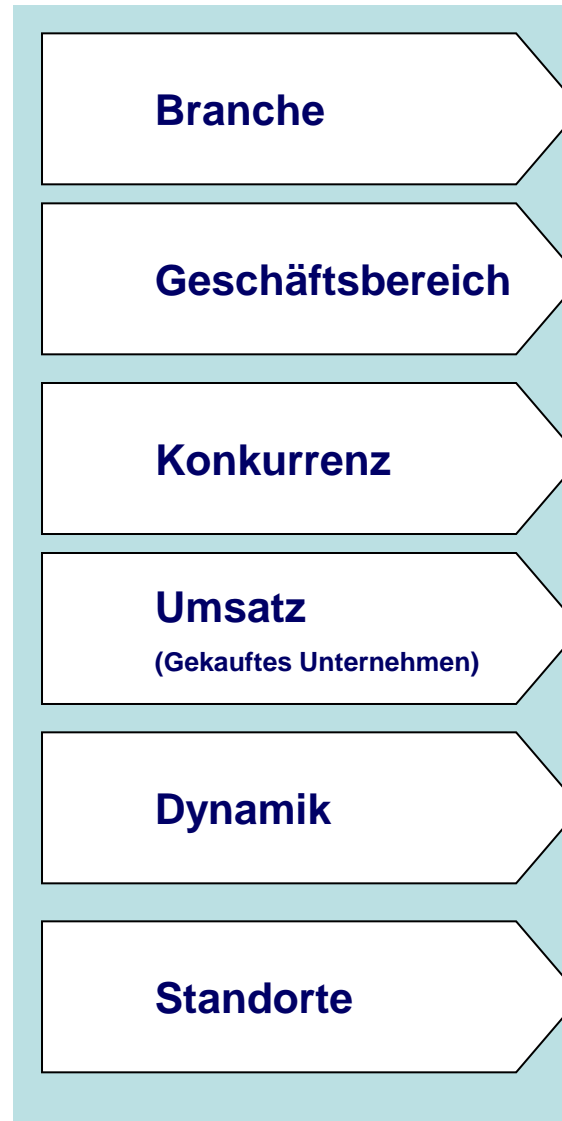 Branche
Geschäftsbereich
Konkurrenz
Umsatz
(Gekauftes Unternehmen)
Dynamik
Standorte